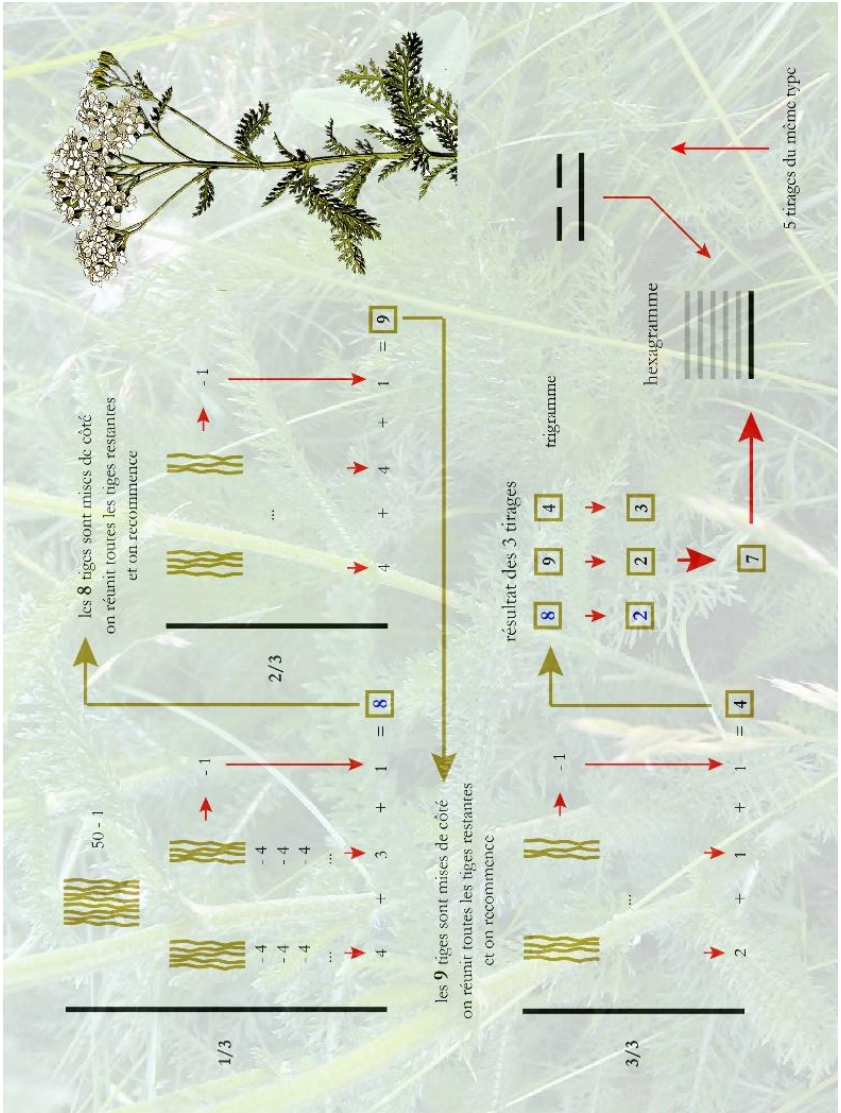 50 - 1
1/3
- 4 - 4
- 4 - 4
- 4 - 4
... ...
- 1
4 + 3 + 1 = 8
les 8 tiges sont mises de côté
on réunit toutes les tiges restantes
et on recommence
2/3
...
- 1
4 + 4 + 1 = 9
les 9 tiges sont mises de côté
on réunit toutes les tiges restantes
et on recommence
3/3
...
- 1
2 + 1 + 1 = 4
résultat des 3 tirages
8 9 4
2 2 3
7
trigramme
hexagramme
5 tirages du même type